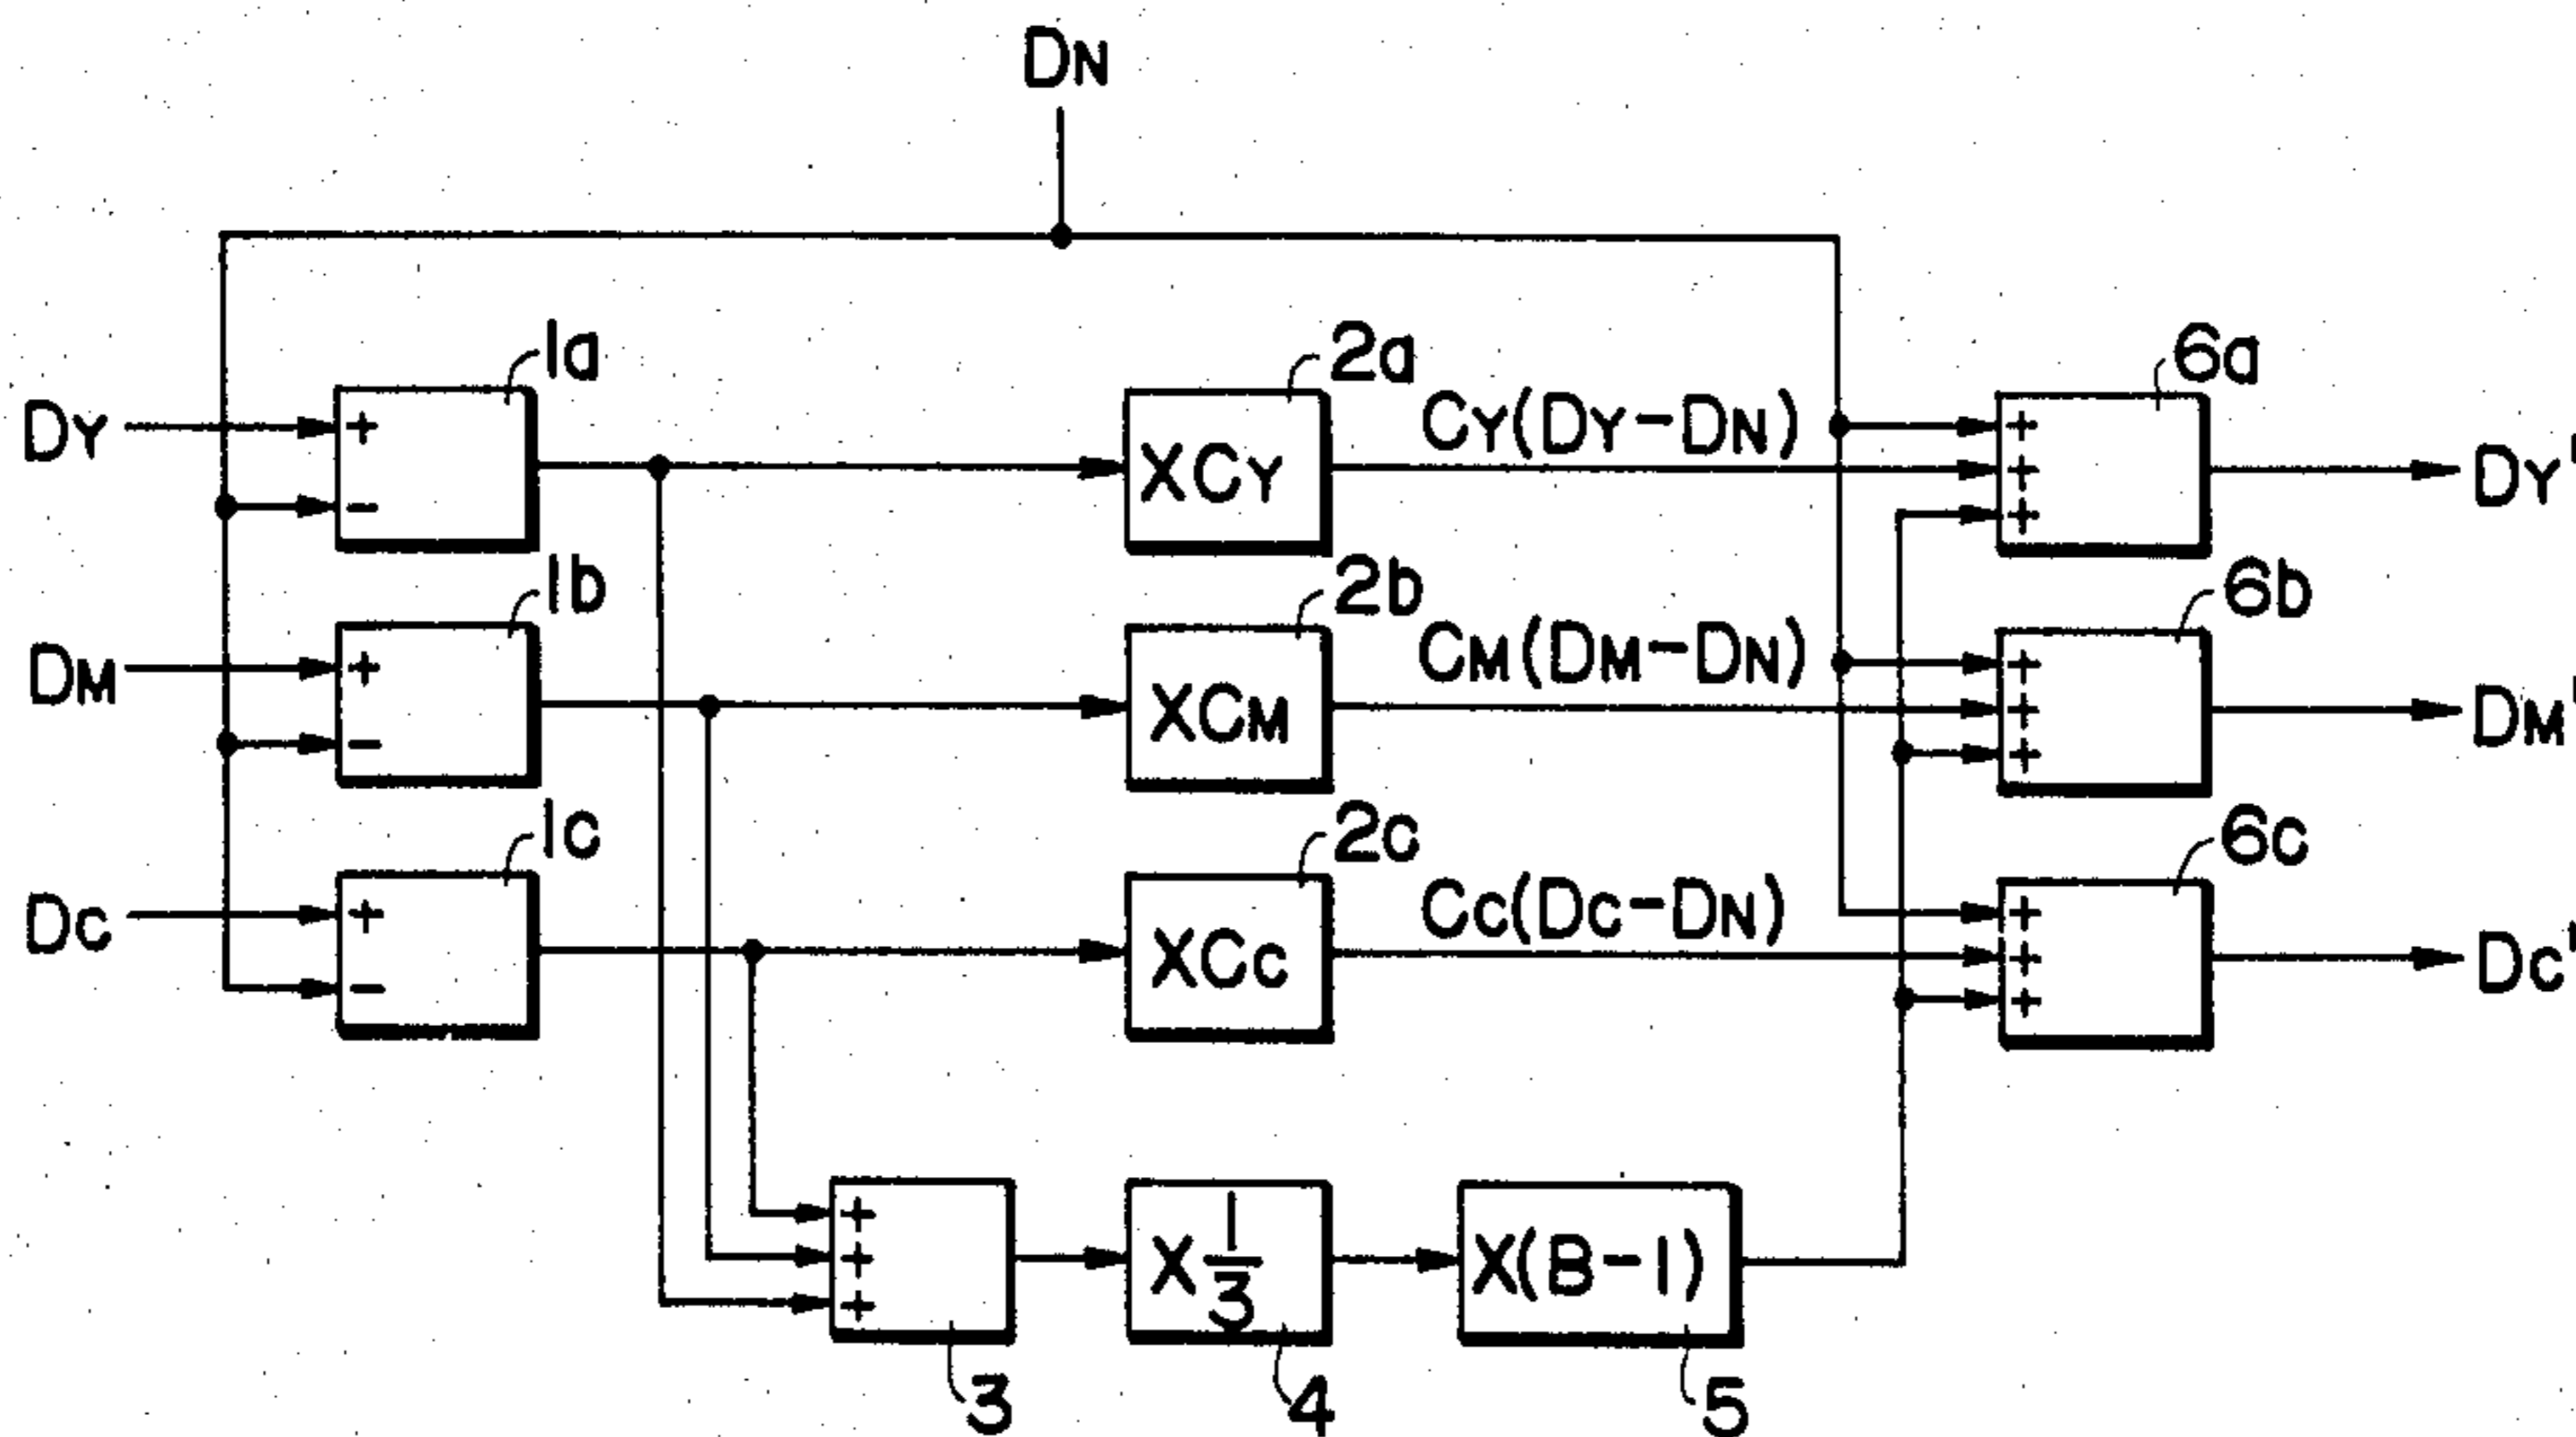 DN
1a
2a
6a
DY
+
−
XCY
CY(DY−DN)
+
+
+
DY'
1b
2b
6b
DM
+
−
XCM
CM(DM−DN)
+
+
+
DM'
1c
2c
6c
DC
+
−
XCC
CC(DC−DN)
+
+
+
DC'
+
+
+
X 1/3
X(B−1)
3
4
5